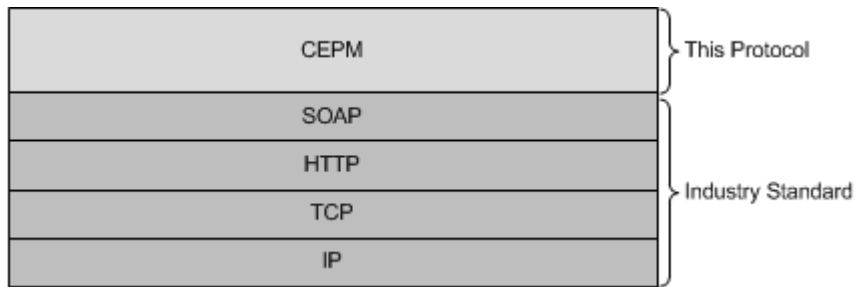 CEPM
This Protocol
SOAP
HTTP
TCP
IP
Industry Standard